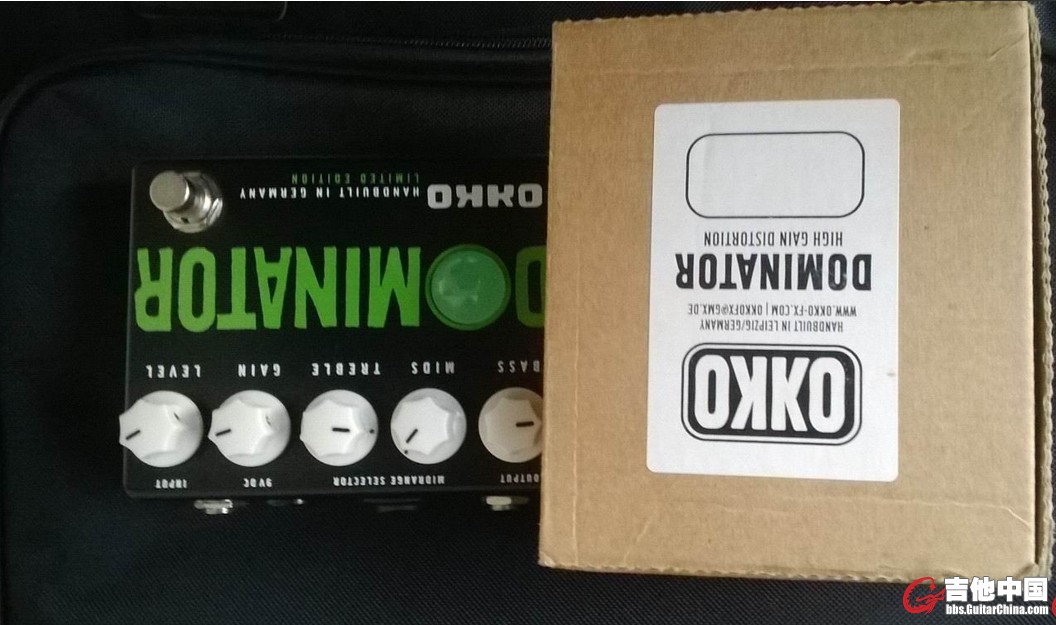 OKKO
HANDBUILT IN LEIPZIG/GERMANY
WWW.OKKO-FX.COM | OKKOFX@GMX.DE
DOMINATOR
HIGH GAIN DISTORTION
OUTPUT MIDRANGE SELECTOR 9V DC INPUT
BASS MIDS TREBLE GAIN LEVEL
DOMINATOR
OKKO HANDBUILT IN GERMANY
LIMITED EDITION
吉他中国
bbs.GuitarChina.com